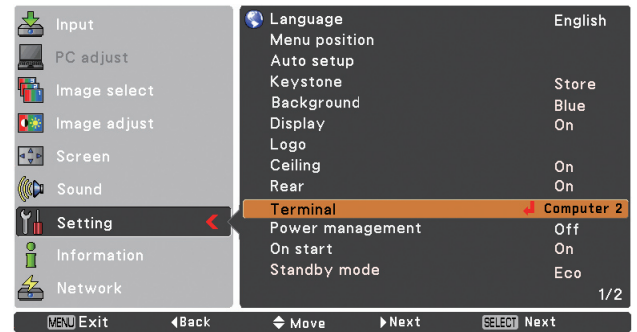 Input
PC adjust
Image select
Image adjust
Screen
Sound
Setting
Information
Network
Language English
Menu position
Auto setup
Keystone Store
Background Blue
Display On
Logo
Ceiling On
Rear On
Terminal Computer 2
Power management Off
On start On
Standby mode Eco
1/2
MENU Exit Back Move Next SELECT Next